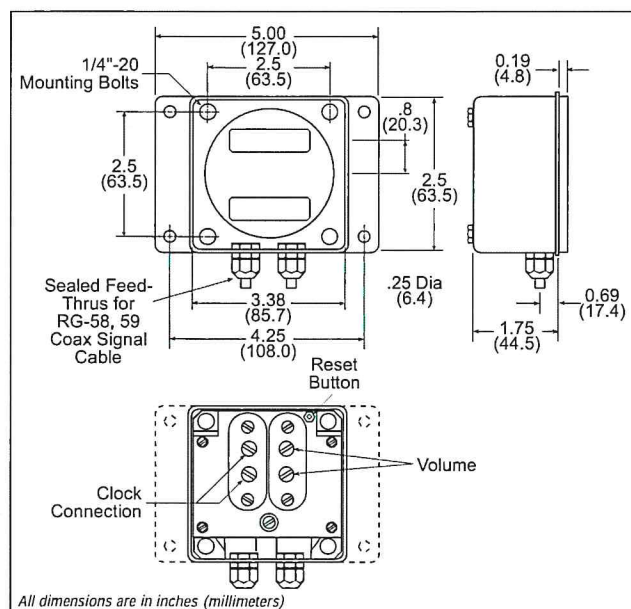 5.00
(127.0)
1/4"-20
Mounting Bolts
2.5
(63.5)
0.19
(4.8)
.8
(20.3)
2.5
(63.5)
2.5
(63.5)
Sealed Feed-
Thrus for
RG-58, 59
Coax Signal
Cable
3.38
(85.7)
4.25
(108.0)
.25 Dia
(6.4)
0.69
(17.4)
1.75
(44.5)
Reset
Button
Volume
Clock
Connection
All dimensions are in inches (millimeters)